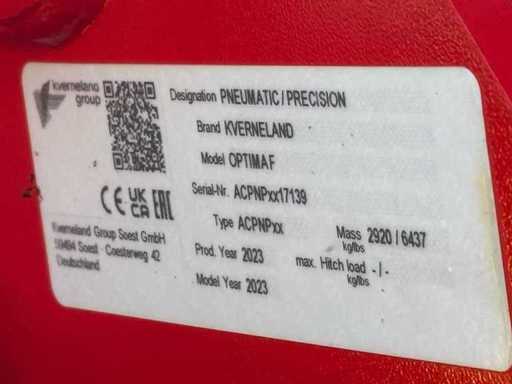 kverneland
group
Designation PNEUMATIC/PRECISION
Brand KVERNELAND
Model OPTIMA F
Serial-Nr. ACPNPxx17139
Type ACPNPxx
Prod. Year 2023
Model Year 2023
Mass 2920/6437
kg/lbs
max. Hitch load -/-
kg/lbs
CE UK CA EAC
Kverneland Group Soest GmbH
59494 Soest - Coesterweg 42
Deutschland